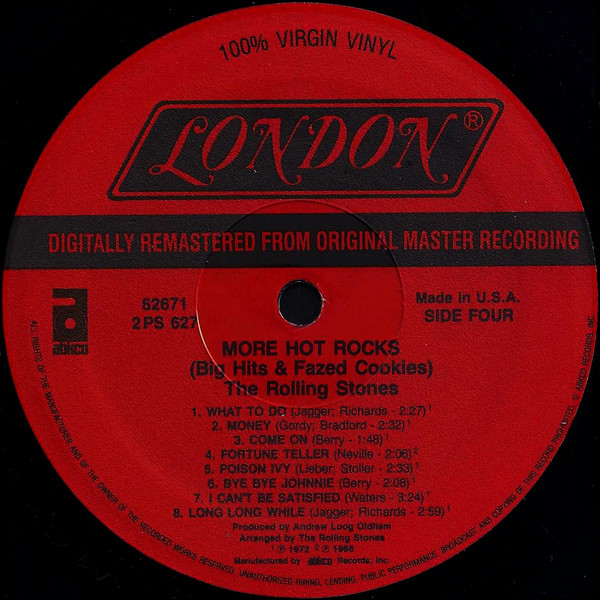 100% VIRGIN VINYL
LONDON®
DIGITALLY REMASTERED FROM ORIGINAL MASTER RECORDING
abkco
62671
2PS 627
Made in U.S.A.
SIDE FOUR
MORE HOT ROCKS
(Big Hits & Fazed Cookies)
The Rolling Stones
1. WHAT TO DO (Jagger; Richards - 2:27)¹
2. MONEY (Gordy; Bradford - 2:32)¹
3. COME ON (Berry - 1:48)¹
4. FORTUNE TELLER (Neville - 2:06)²
5. POISON IVY (Lieber; Stoller - 2:33)¹
6. BYE BYE JOHNNIE (Berry - 2:08)¹
7. I CAN'T BE SATISFIED (Waters - 3:24)¹
8. LONG LONG WHILE (Jagger; Richards - 2:59)¹
Produced by Andrew Loog Oldham
Arranged by The Rolling Stones
¹ ℗ 1972 ² ℗ 1966
Manufactured by abkco Records, Inc.
ALL RIGHTS OF THE MANUFACTURER AND OF THE OWNER OF THE RECORDED WORKS RESERVED. UNAUTHORIZED HIRING, LENDING, PUBLIC PERFORMANCE, BROADCAST AND COPYING OF THIS RECORD PROHIBITED. © ABKCO RECORDS, INC.